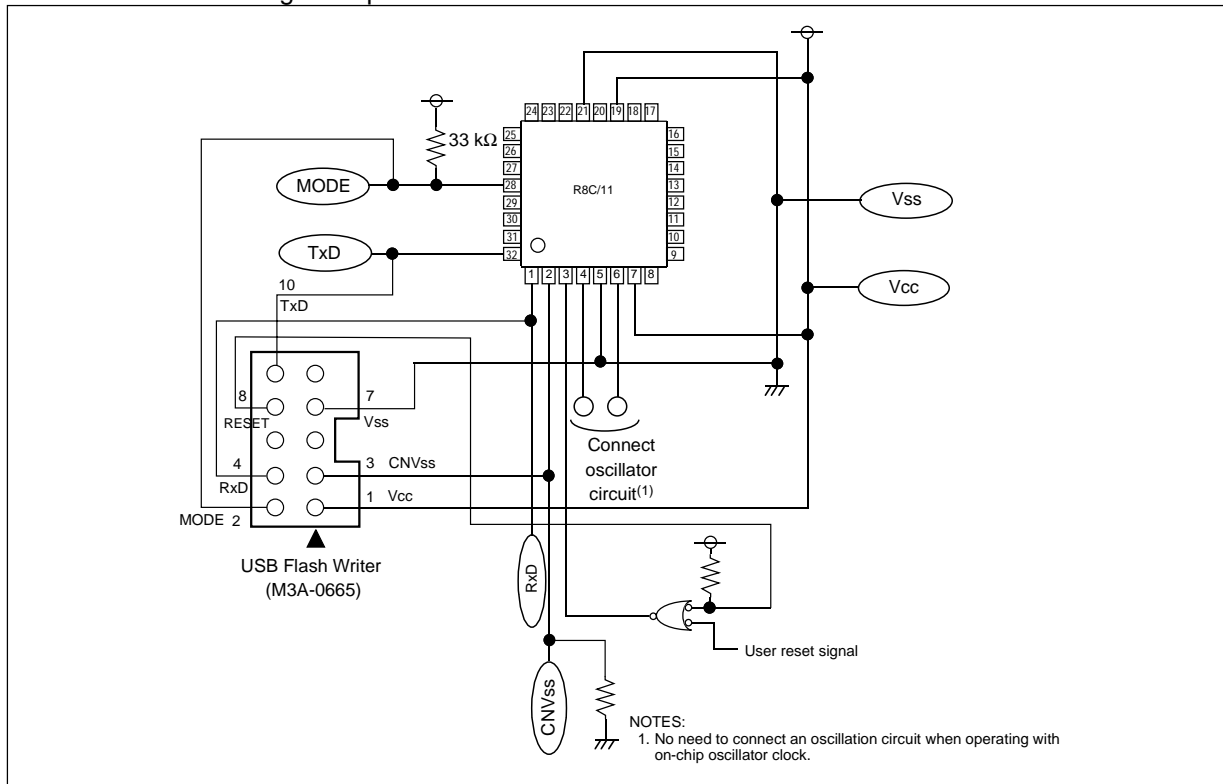 24 23 22 21 20 19 18 17
25
26
27
28
29
30
31
32
16
15
14
13
12
11
10
9
33 kΩ
R8C/11
MODE
TxD
Vss
Vcc
1 2 3 4 5 6 7 8
10
TxD
8
RESET
7
Vss
4
RxD
3 CNVss
MODE 2
1 Vcc
USB Flash Writer
(M3A-0665)
Connect
oscillator
circuit(1)
RxD
CNVss
User reset signal
NOTES:
1. No need to connect an oscillation circuit when operating with
on-chip oscillator clock.